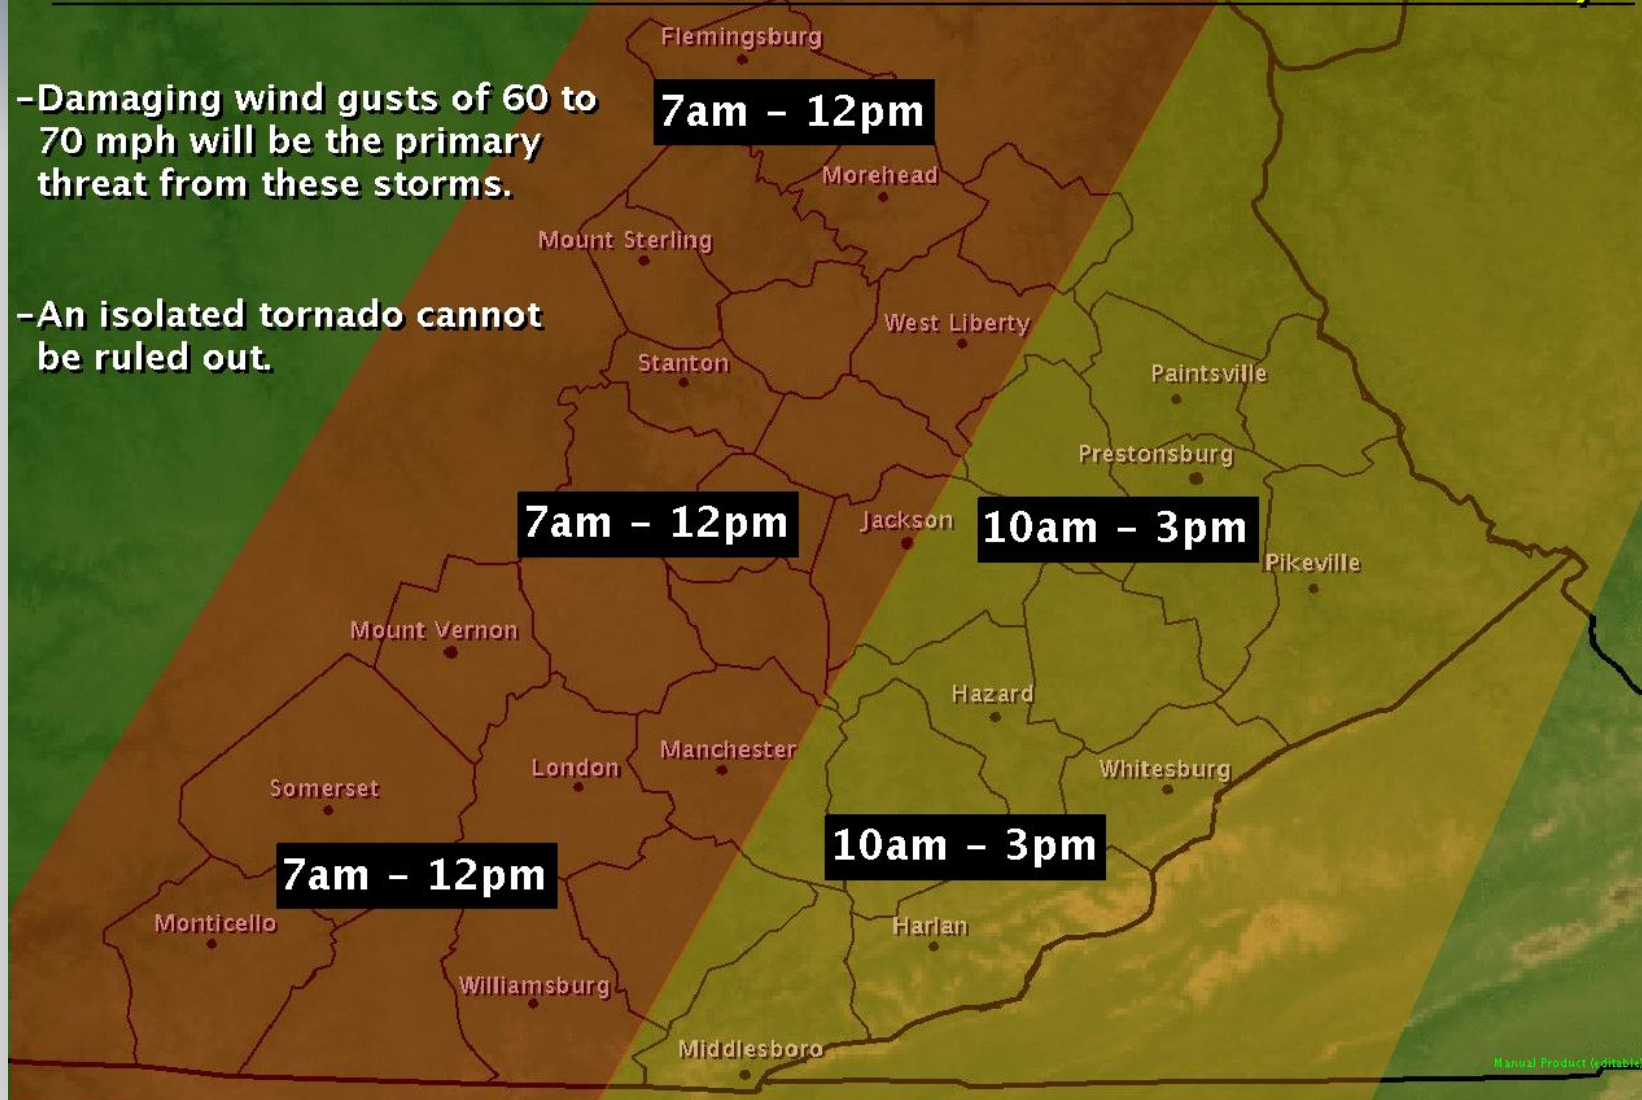 Flemingsburg
-Damaging wind gusts of 60 to
70 mph will be the primary
threat from these storms.
7am – 12pm
Morehead
Mount Sterling
-An isolated tornado cannot
be ruled out.
West Liberty
Stanton
Paintsville
Prestonsburg
7am – 12pm
Jackson
10am – 3pm
Pikeville
Mount Vernon
Hazard
Manchester
London
Whitesburg
Somerset
10am – 3pm
7am – 12pm
Monticello
Harlan
Williamsburg
Middlesboro
Manual Product (editable)